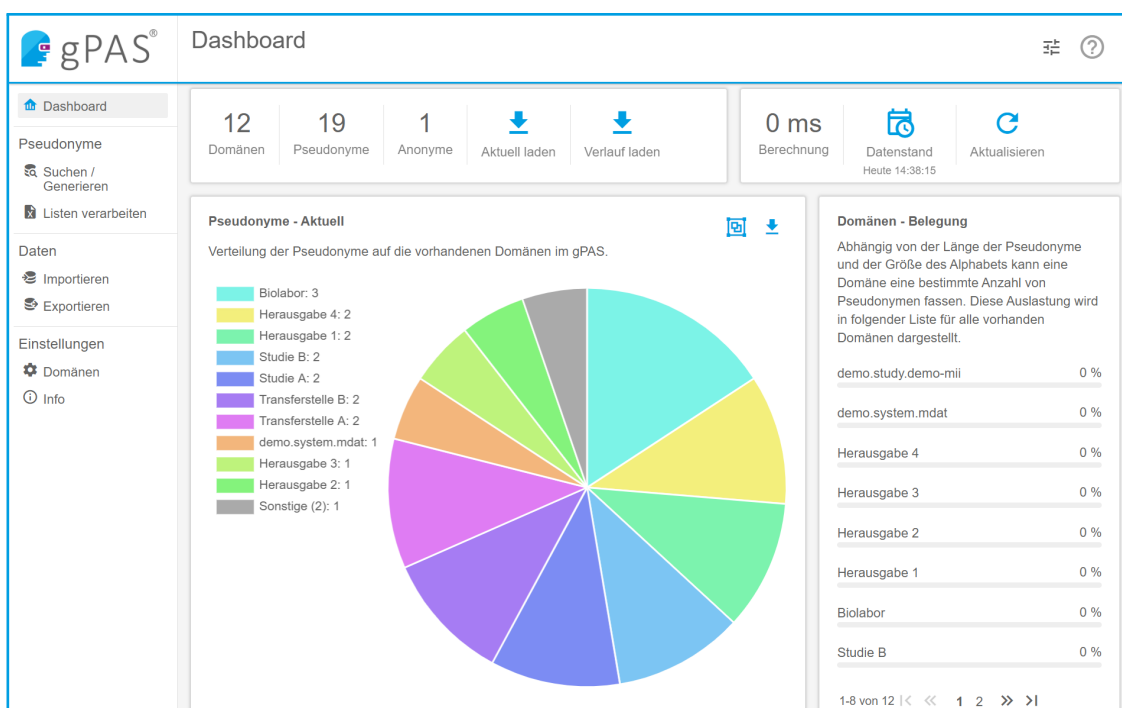 gPAS®
Dashboard
Dashboard
Pseudonyme
Suchen /
Generieren
Listen verarbeiten
Daten
Importieren
Exportieren
Einstellungen
Domänen
Info
12
Domänen
19
Pseudonyme
1
Anonyme
Aktuell laden
Verlauf laden
0 ms
Berechnung
Datenstand
Heute 14:38:15
Aktualisieren
Pseudonyme - Aktuell
Verteilung der Pseudonyme auf die vorhandenen Domänen im gPAS.
Biolabor: 3
Herausgabe 4: 2
Herausgabe 1: 2
Studie B: 2
Studie A: 2
Transferstelle B: 2
Transferstelle A: 2
demo.system.mdat: 1
Herausgabe 3: 1
Herausgabe 2: 1
Sonstige (2): 1
Domänen - Belegung
Abhängig von der Länge der Pseudonyme
und der Größe des Alphabets kann eine
Domäne eine bestimmte Anzahl von
Pseudonymen fassen. Diese Auslastung wird
in folgender Liste für alle vorhanden
Domänen dargestellt.
demo.study.demo-mii 0 %
demo.system.mdat 0 %
Herausgabe 4 0 %
Herausgabe 3 0 %
Herausgabe 2 0 %
Herausgabe 1 0 %
Biolabor 0 %
Studie B 0 %
1-8 von 12 1 2